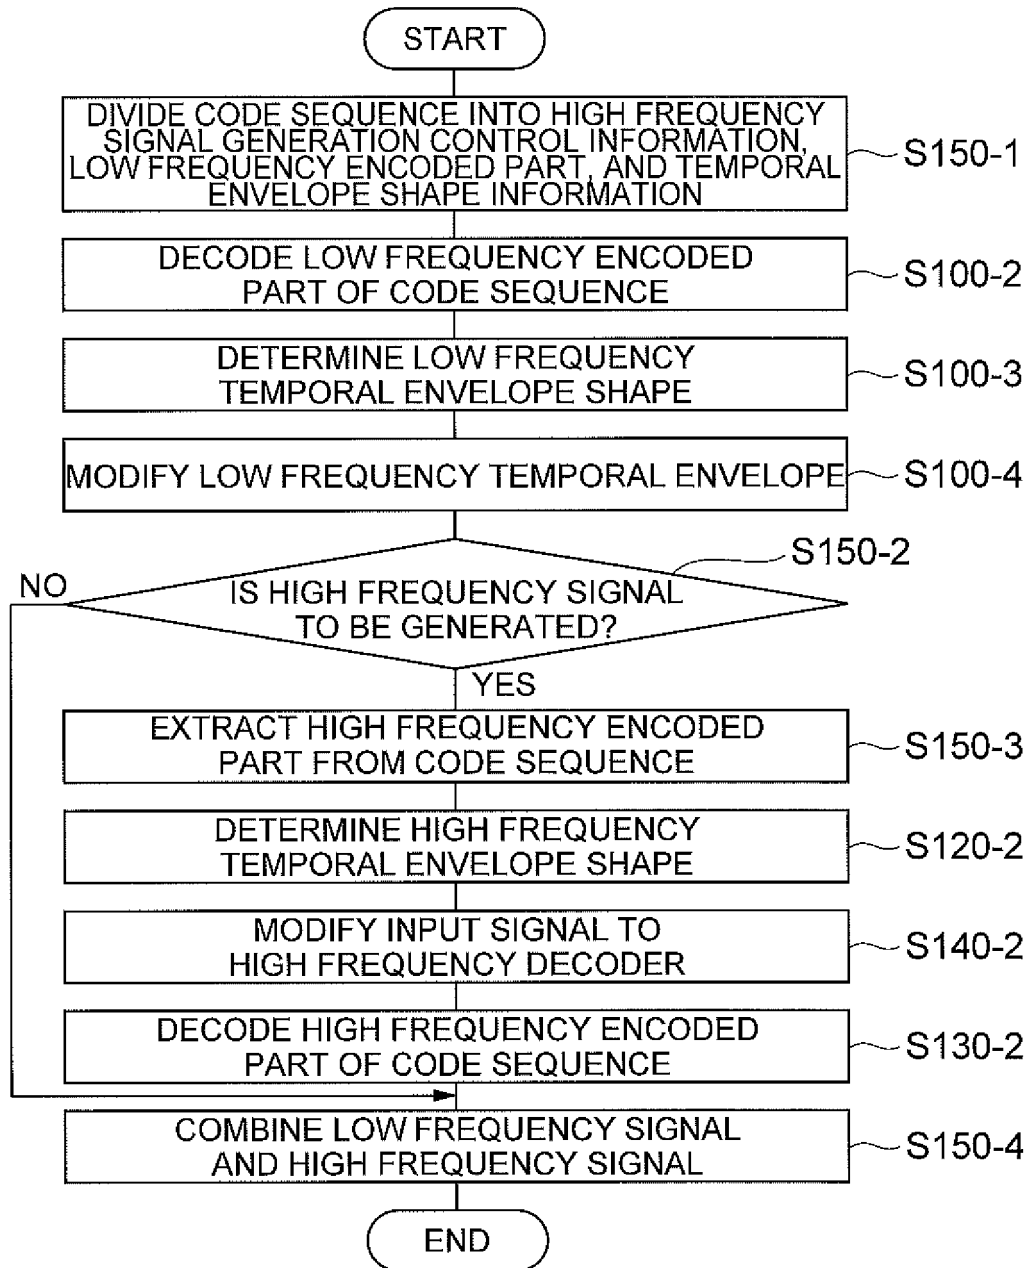 START
DIVIDE CODE SEQUENCE INTO HIGH FREQUENCY
SIGNAL GENERATION CONTROL INFORMATION,
LOW FREQUENCY ENCODED PART, AND TEMPORAL
ENVELOPE SHAPE INFORMATION
S150-1
DECODE LOW FREQUENCY ENCODED
PART OF CODE SEQUENCE
S100-2
DETERMINE LOW FREQUENCY
TEMPORAL ENVELOPE SHAPE
S100-3
MODIFY LOW FREQUENCY TEMPORAL ENVELOPE
S100-4
S150-2
NO
IS HIGH FREQUENCY SIGNAL
TO BE GENERATED?
YES
EXTRACT HIGH FREQUENCY ENCODED
PART FROM CODE SEQUENCE
S150-3
DETERMINE HIGH FREQUENCY
TEMPORAL ENVELOPE SHAPE
S120-2
MODIFY INPUT SIGNAL TO
HIGH FREQUENCY DECODER
S140-2
DECODE HIGH FREQUENCY ENCODED
PART OF CODE SEQUENCE
S130-2
COMBINE LOW FREQUENCY SIGNAL
AND HIGH FREQUENCY SIGNAL
S150-4
END